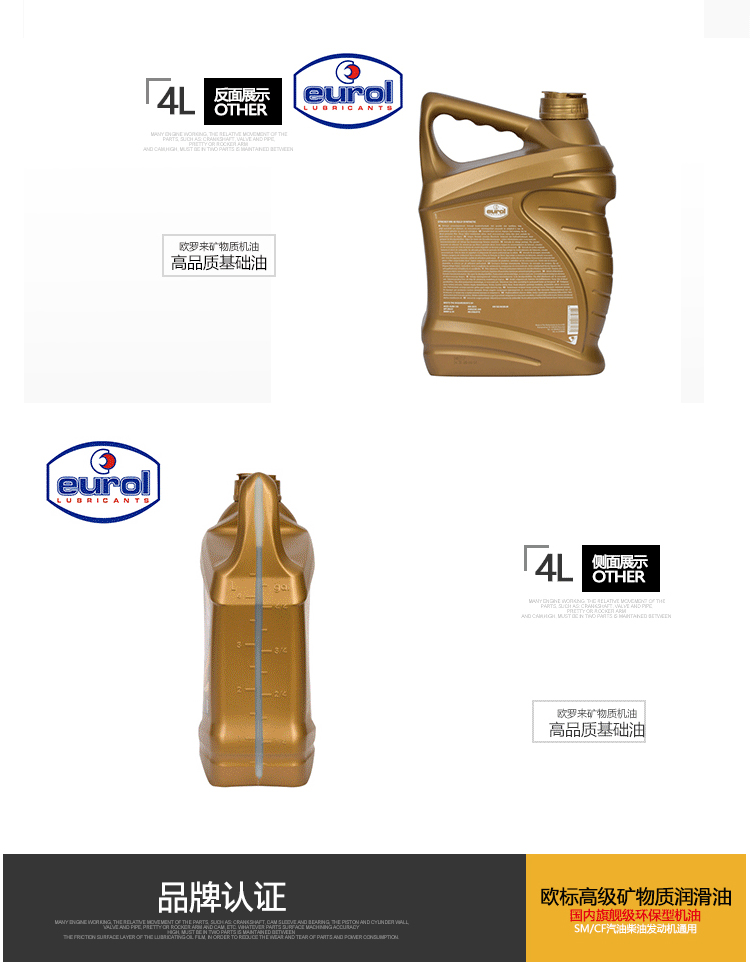 4L
反面展示
OTHER
eurol
LUBRICANTS
MANY ENGINE WORKING, THE RELATIVE MOVEMENT OF THE
PARTS, SUCH AS: CRANKSHAFT, VALVE AND PIPE,
PRETTY OR ROCKER ARM
AND CAM HIGH, MUST BE IN TWO PARTS IS MAINTAINED BETWEEN
欧罗来矿物质机油
高品质基础油
eurol
eurol
LUBRICANTS
4L
侧面展示
OTHER
MANY ENGINE WORKING, THE RELATIVE MOVEMENT OF THE
PARTS, SUCH AS: CRANKSHAFT, VALVE AND PIPE,
PRETTY OR ROCKER ARM
AND CAM HIGH, MUST BE IN TWO PARTS IS MAINTAINED BETWEEN
3
3/4
2
2/4
欧罗来矿物质机油
高品质基础油
品牌认证
MANY ENGINE WORKING, THE RELATIVE MOVEMENT OF THE PARTS, SUCH AS: CRANKSHAFT, CAM SLEEVE AND BEARING, THE PISTON AND CYLINDER WALL,
VALVE AND PIPE, PRETTY OR ROCKER ARM AND CAM, ETC. WHATEVER PARTS SURFACE MACHINING ACCURACY
HIGH, MUST BE IN TWO PARTS IS MAINTAINED BETWEEN
THE FRICTION SURFACE LAYER OF THE LUBRICATING OIL FILM, IN ORDER TO REDUCE THE WEAR AND TEAR OF PARTS AND POWER CONSUMPTION.
欧标高级矿物质润滑油
国内旗舰级环保型机油
SM/CF汽油柴油发动机通用